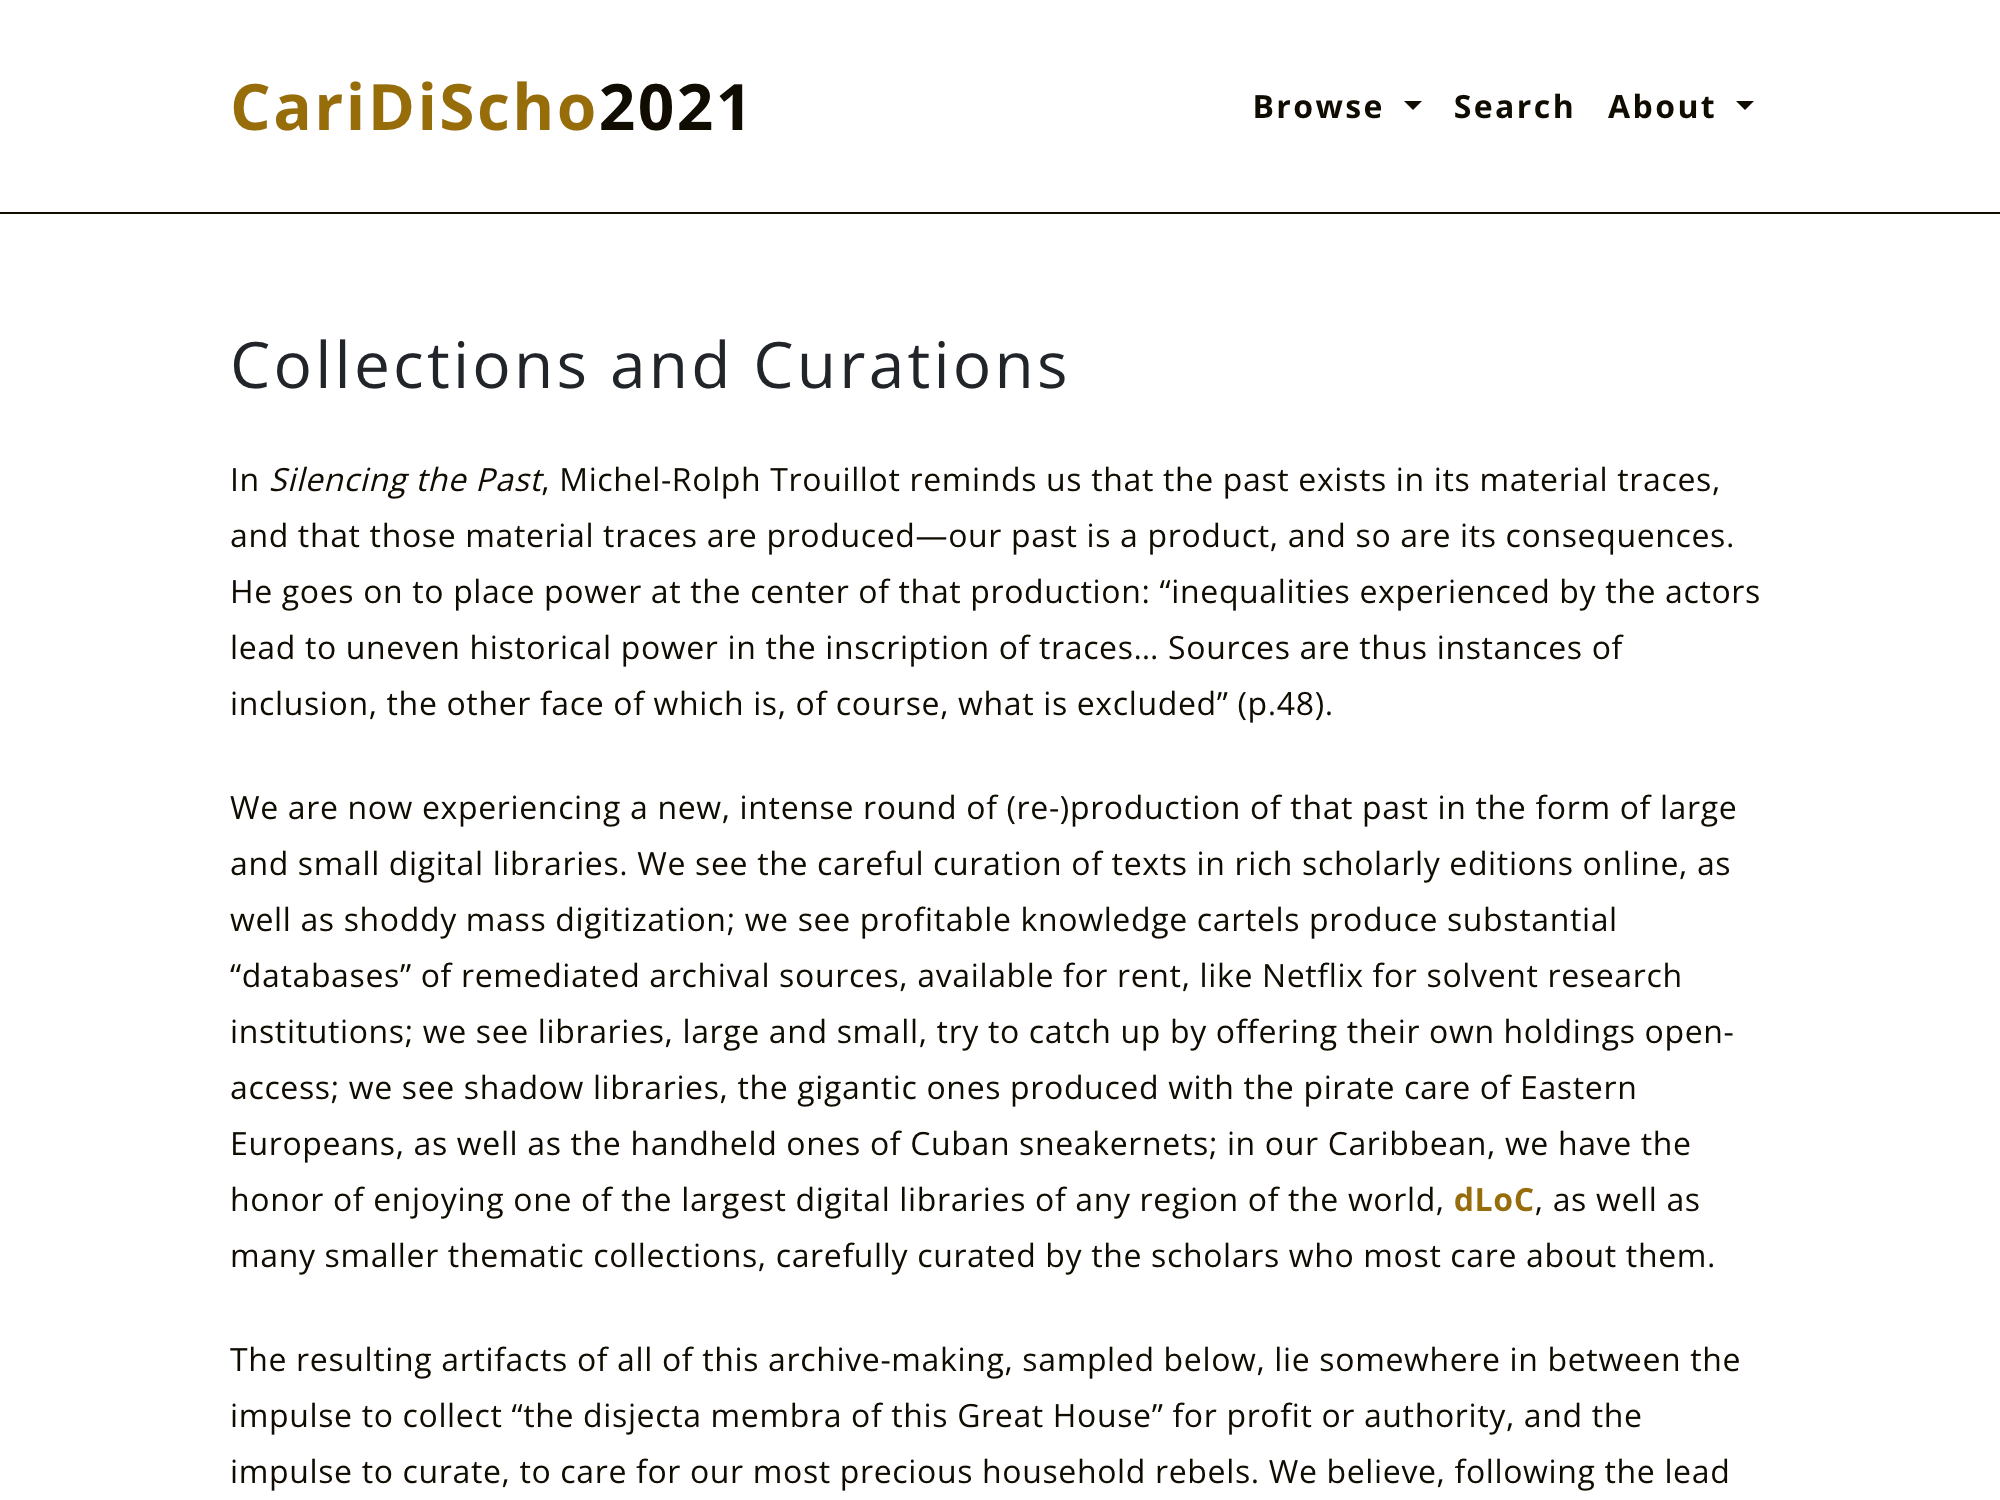 CariDiScho2021
Browse Search About
Collections and Curations
In Silencing the Past, Michel-Rolph Trouillot reminds us that the past exists in its material traces,
and that those material traces are produced—our past is a product, and so are its consequences.
He goes on to place power at the center of that production: “inequalities experienced by the actors
lead to uneven historical power in the inscription of traces… Sources are thus instances of
inclusion, the other face of which is, of course, what is excluded” (p.48).
We are now experiencing a new, intense round of (re-)production of that past in the form of large
and small digital libraries. We see the careful curation of texts in rich scholarly editions online, as
well as shoddy mass digitization; we see profitable knowledge cartels produce substantial
“databases” of remediated archival sources, available for rent, like Netflix for solvent research
institutions; we see libraries, large and small, try to catch up by offering their own holdings open-
access; we see shadow libraries, the gigantic ones produced with the pirate care of Eastern
Europeans, as well as the handheld ones of Cuban sneakernets; in our Caribbean, we have the
honor of enjoying one of the largest digital libraries of any region of the world, dLoC, as well as
many smaller thematic collections, carefully curated by the scholars who most care about them.
The resulting artifacts of all of this archive-making, sampled below, lie somewhere in between the
impulse to collect “the disjecta membra of this Great House” for profit or authority, and the
impulse to curate, to care for our most precious household rebels. We believe, following the lead